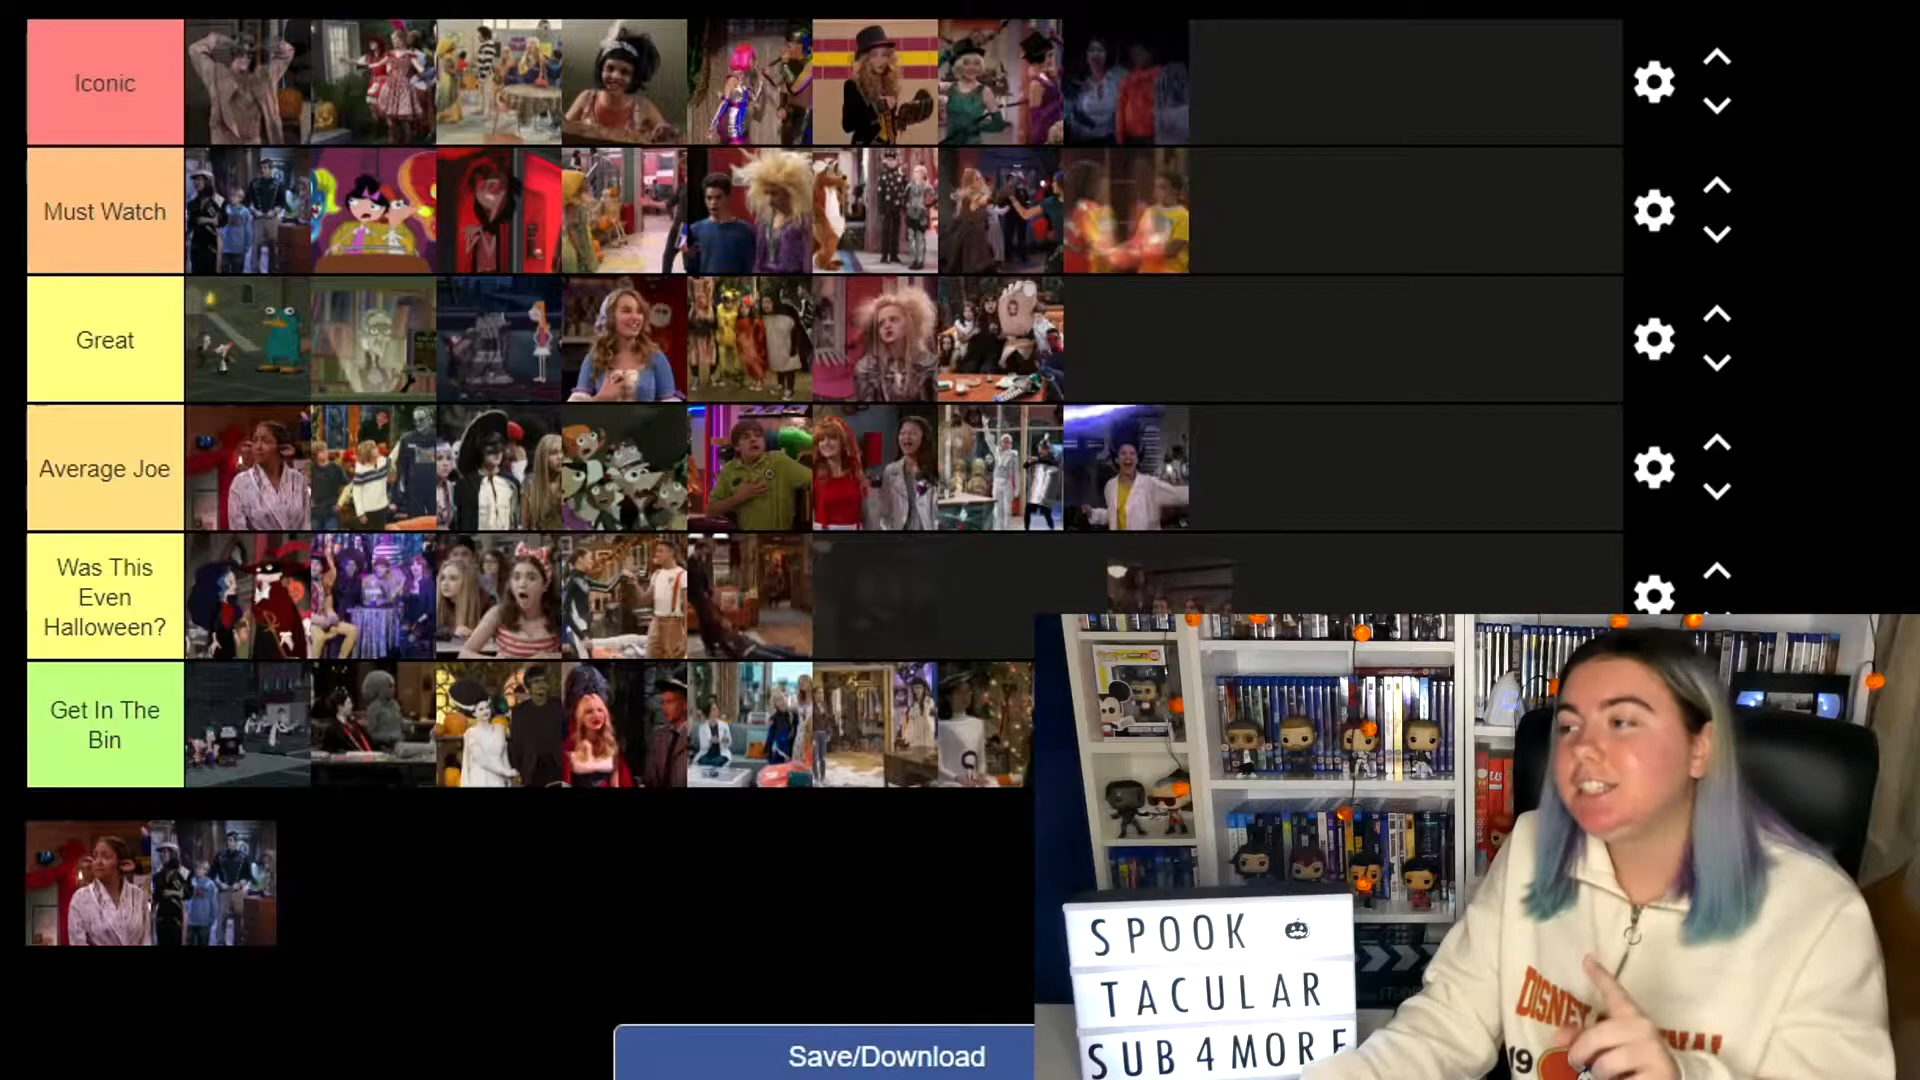 Iconic
Must Watch
Great
Average Joe
Was This
Even
Halloween?
Get In The
Bin
Save/Download
SPOOK
TACULAR
SUB 4 MORE
DISNEY
19